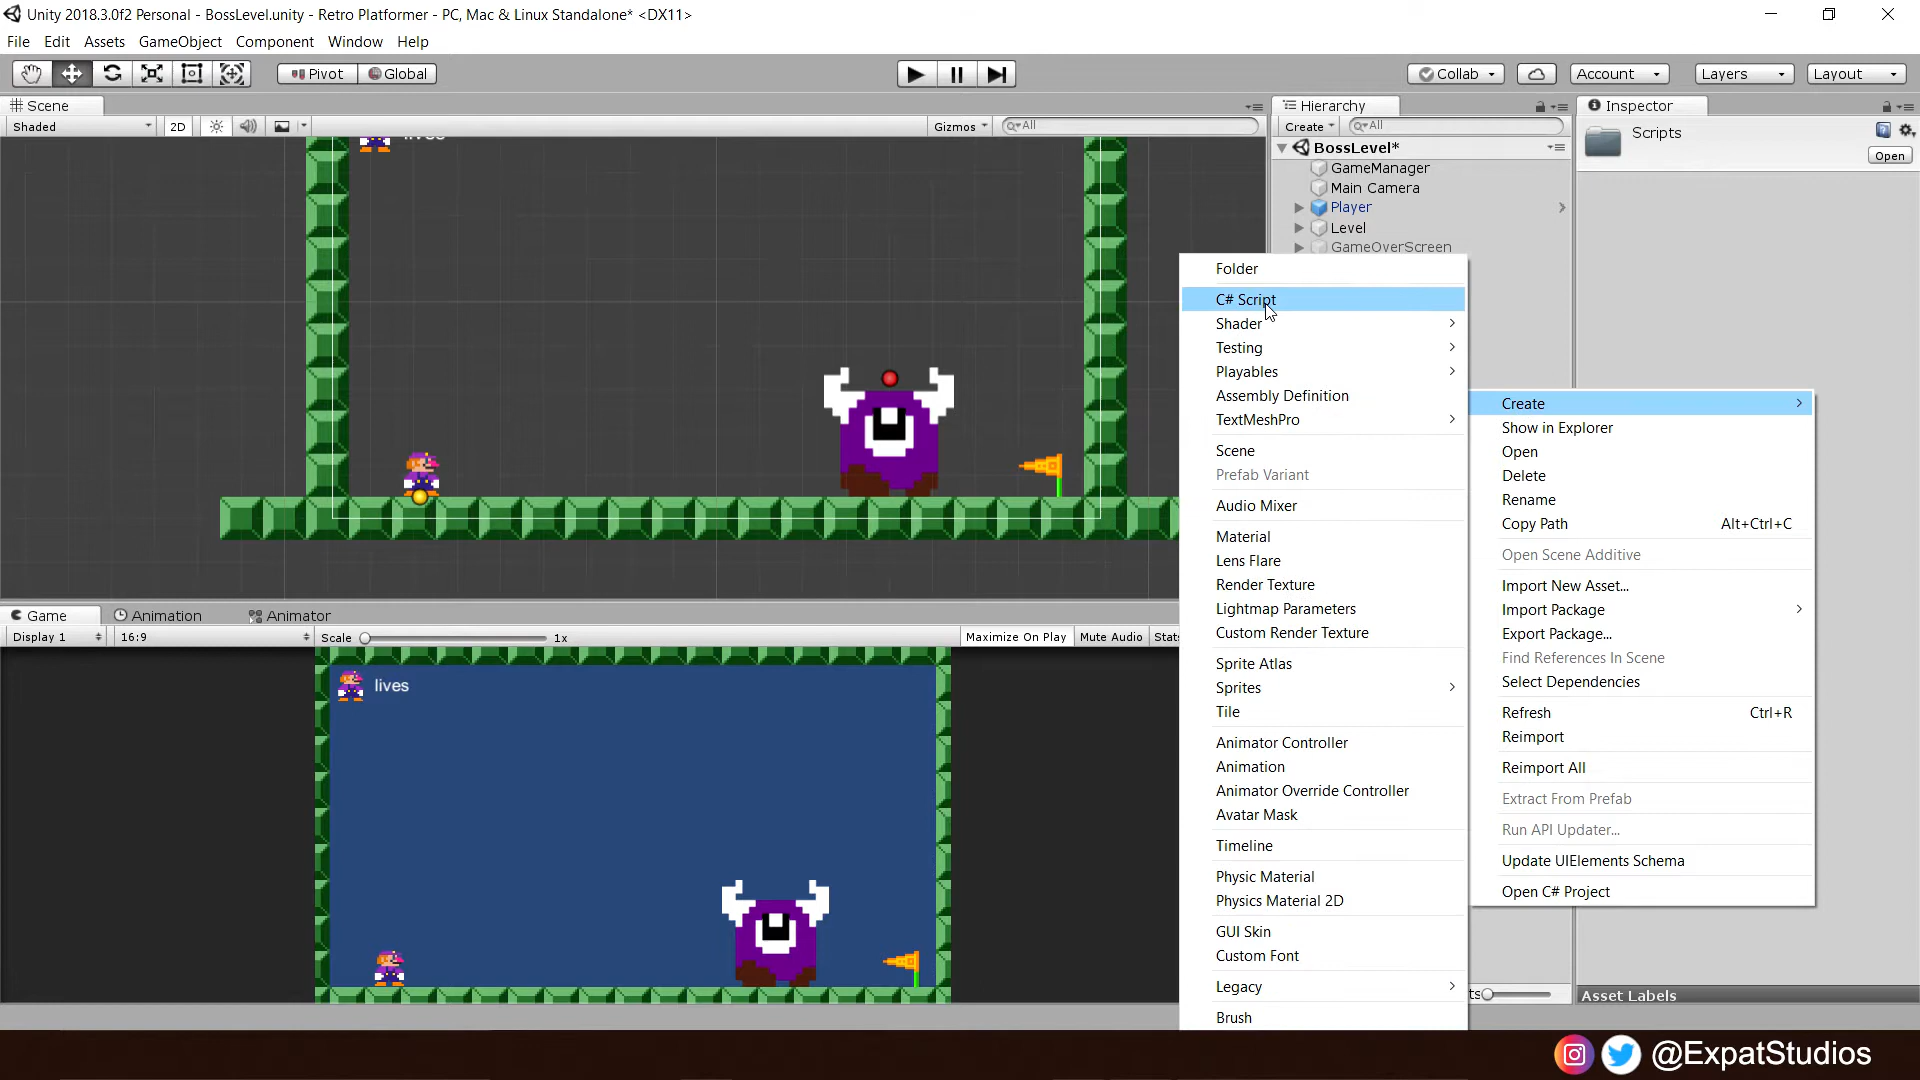 Unity 2018.3.0f2 Personal - BossLevel.unity - Retro Platformer - PC, Mac & Linux Standalone* <DX11>
File Edit Assets GameObject Component Window Help
Pivot Global Collab Account Layers Layout
Scene Hierarchy Inspector
Shaded 2D Gizmos All Create All Scripts
Open
BossLevel*
GameManager
Main Camera
Player
Level
GameOverScreen
lives
Folder
C# Script
Shader
Testing
Playables
Assembly Definition
TextMeshPro
Scene
Prefab Variant
Audio Mixer
Material
Lens Flare
Render Texture
Lightmap Parameters
Custom Render Texture
Sprite Atlas
Sprites
Tile
Animator Controller
Animation
Animator Override Controller
Avatar Mask
Timeline
Physic Material
Physics Material 2D
GUI Skin
Custom Font
Legacy
Brush
Create
Show in Explorer
Open
Delete
Rename
Copy Path Alt+Ctrl+C
Open Scene Additive
Import New Asset...
Import Package
Export Package...
Find References In Scene
Select Dependencies
Refresh Ctrl+R
Reimport
Reimport All
Extract From Prefab
Run API Updater...
Update UIElements Schema
Open C# Project
Game Animation Animator
Display 1 16:9 Scale 1x Maximize On Play Mute Audio Stats
lives
Asset Labels
@ExpatStudios